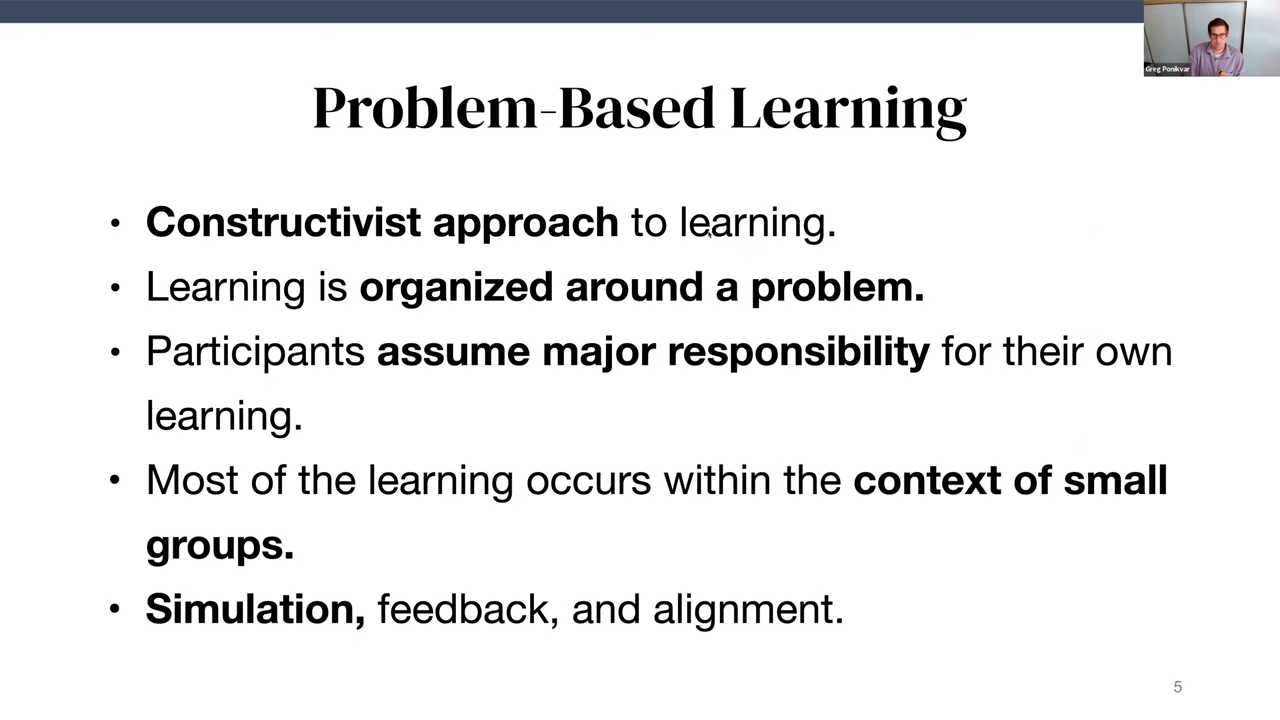 Greg Ponikvar
Problem-Based Learning
• Constructivist approach to learning.
• Learning is organized around a problem.
• Participants assume major responsibility for their own
learning.
• Most of the learning occurs within the context of small
groups.
• Simulation, feedback, and alignment.
5